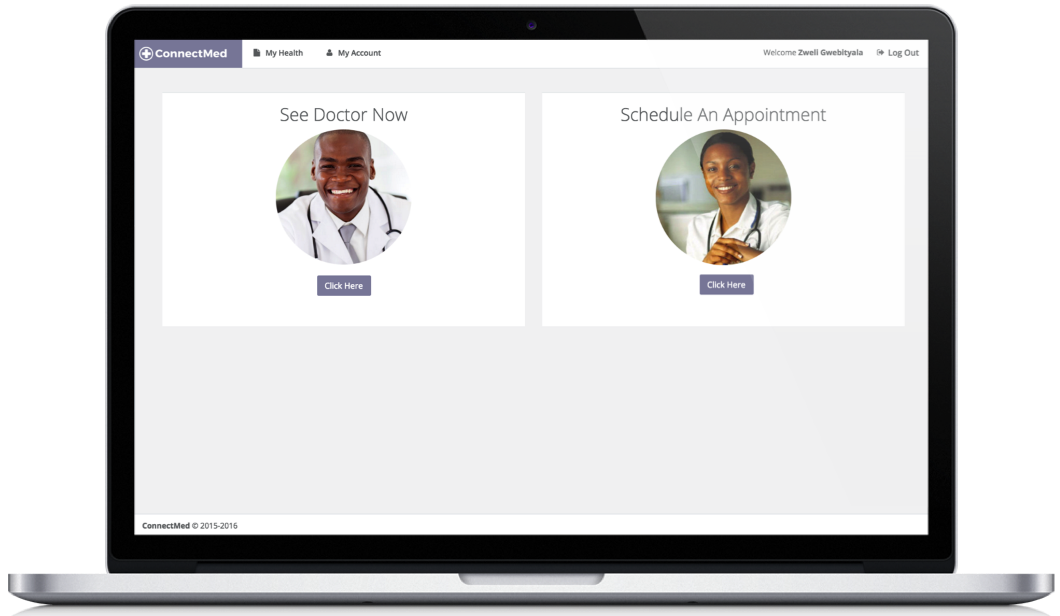 ConnectMed
My Health
My Account
Welcome Zweli Gwebityala
Log Out
See Doctor Now
Click Here
Schedule An Appointment
Click Here
ConnectMed © 2015-2016